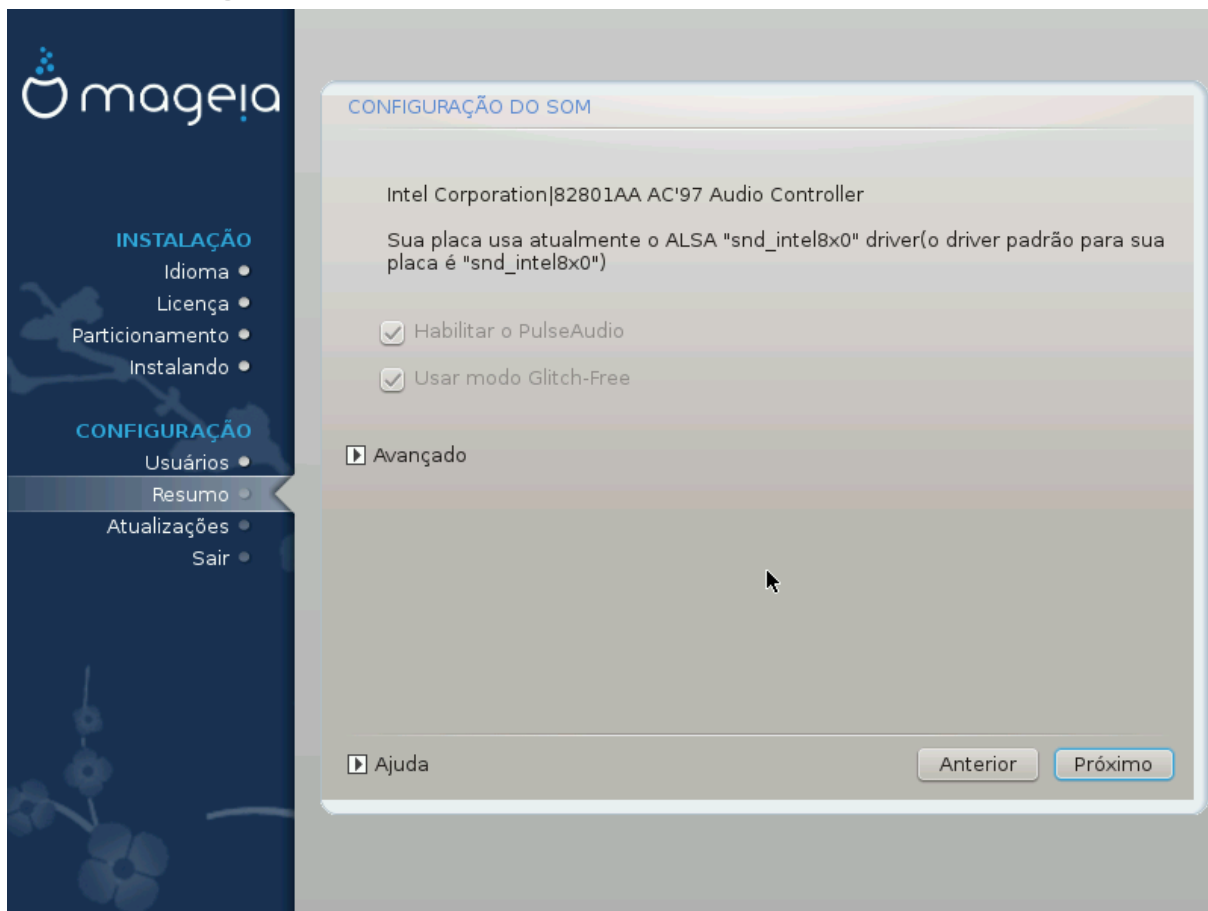 mageia
INSTALAÇÃO
Idioma
Licença
Particionamento
Instalando
CONFIGURAÇÃO
Usuários
Resumo
Atualizações
Sair
CONFIGURAÇÃO DO SOM
Intel Corporation|82801AA AC'97 Audio Controller
Sua placa usa atualmente o ALSA "snd_intel8x0" driver(o driver padrão para sua
placa é "snd_intel8x0")
Habilitar o PulseAudio
Usar modo Glitch-Free
Avançado
Ajuda
Anterior
Próximo